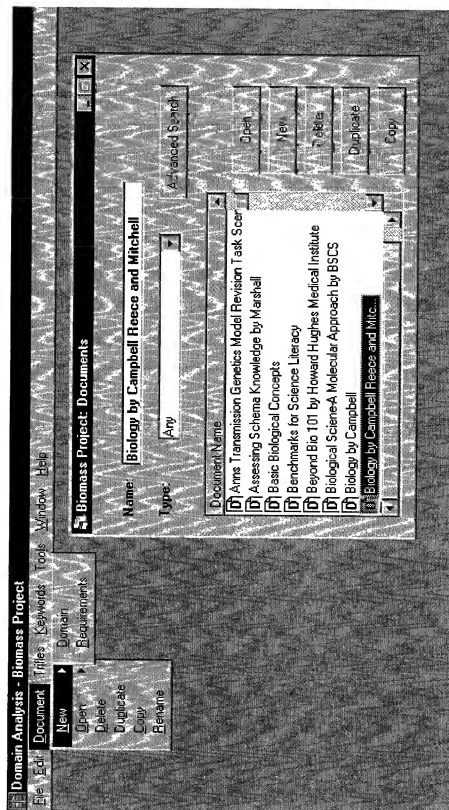 Domain Analysis - Biomass Project
File Edit Document Trifles Keywords Tools Window Help
New
Open
Delete
Duplicate
Copy
Rename
Domain
Requirements
Biomass Project: Documents
Name: Biology by Campbell Reece and Mitchell
Type: Any
Advanced Search
Document Name
Anns Transmission Genetics Model Revision Task Scer
Assessing Schema Knowledge by Marshall
Basic Biological Concepts
Benchmarks for Science Literacy
Beyond Bio 101 by Howard Hughes Medical Institute
Biological Science-A Molecular Approach by BSCS
Biology by Campbell
Biology by Campbell Reece and Mitc...
Open
New
Delete
Duplicate
Copy